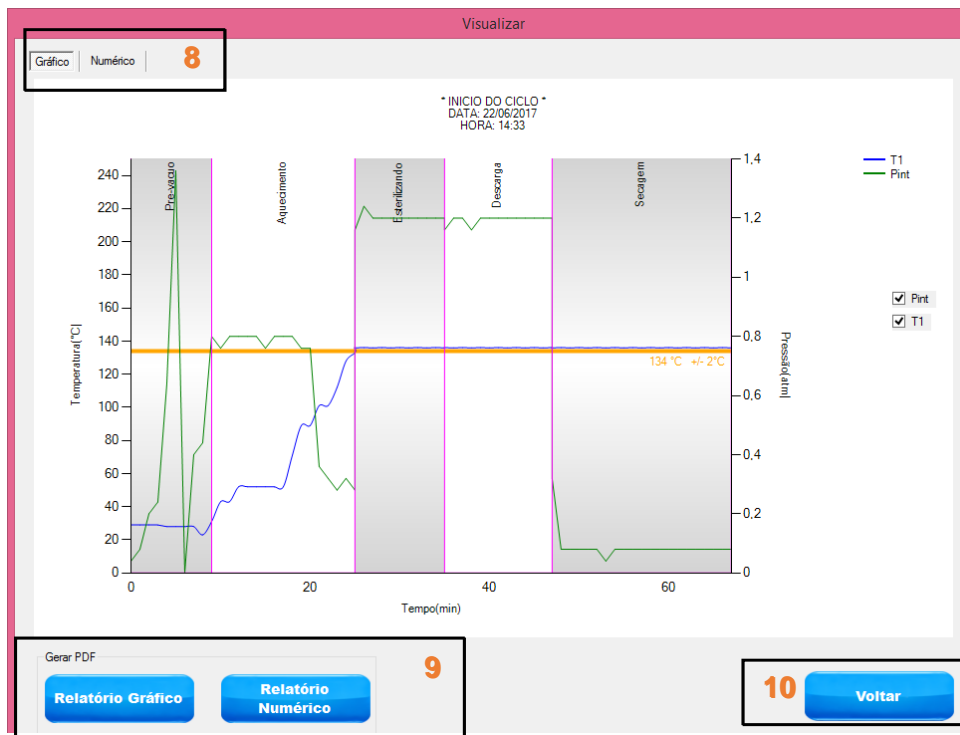 Visualizar
Gráfico Numérico
8
* INICIO DO CICLO *
DATA: 22/06/2017
HORA: 14:33
Pre-vacuo
Aquecimento
Esterilizando
Descarga
Secagem
T1
Pint
Temperatura[°C]
240
220
200
180
160
140
120
100
80
60
40
20
0
1,4
1,2
1
0,8
0,6
0,4
0,2
0
Pressão[atm]
134 °C +/- 2°C
Pint
T1
0 20 40 60
Tempo(min)
Gerar PDF
9
Relatório Gráfico
Relatório
Numérico
10
Voltar